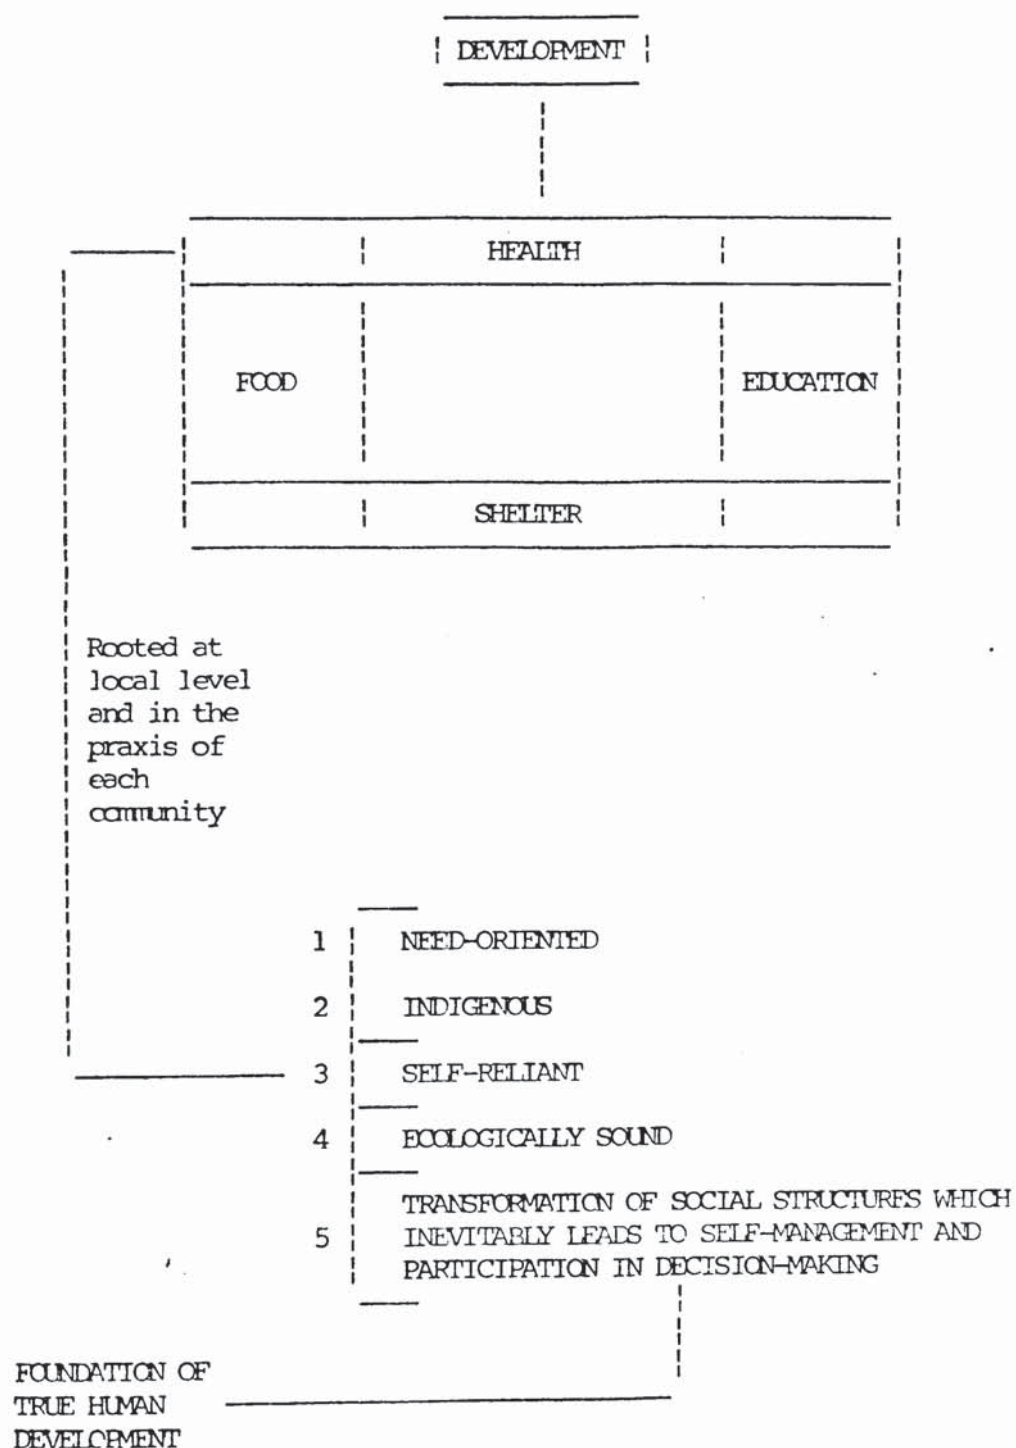 DEVELOPMENT
HEALTH
FOOD
EDUCATION
SHELTER
Rooted at
local level
and in the
praxis of
each
community
1 NEED-ORIENTED
2 INDIGENOUS
3 SELF-RELIANT
4 ECOLOGICALLY SOUND
TRANSFORMATION OF SOCIAL STRUCTURES WHICH
5 INEVITABLY LEADS TO SELF-MANAGEMENT AND
PARTICIPATION IN DECISION-MAKING
FOUNDATION OF
TRUE HUMAN
DEVELOPMENT